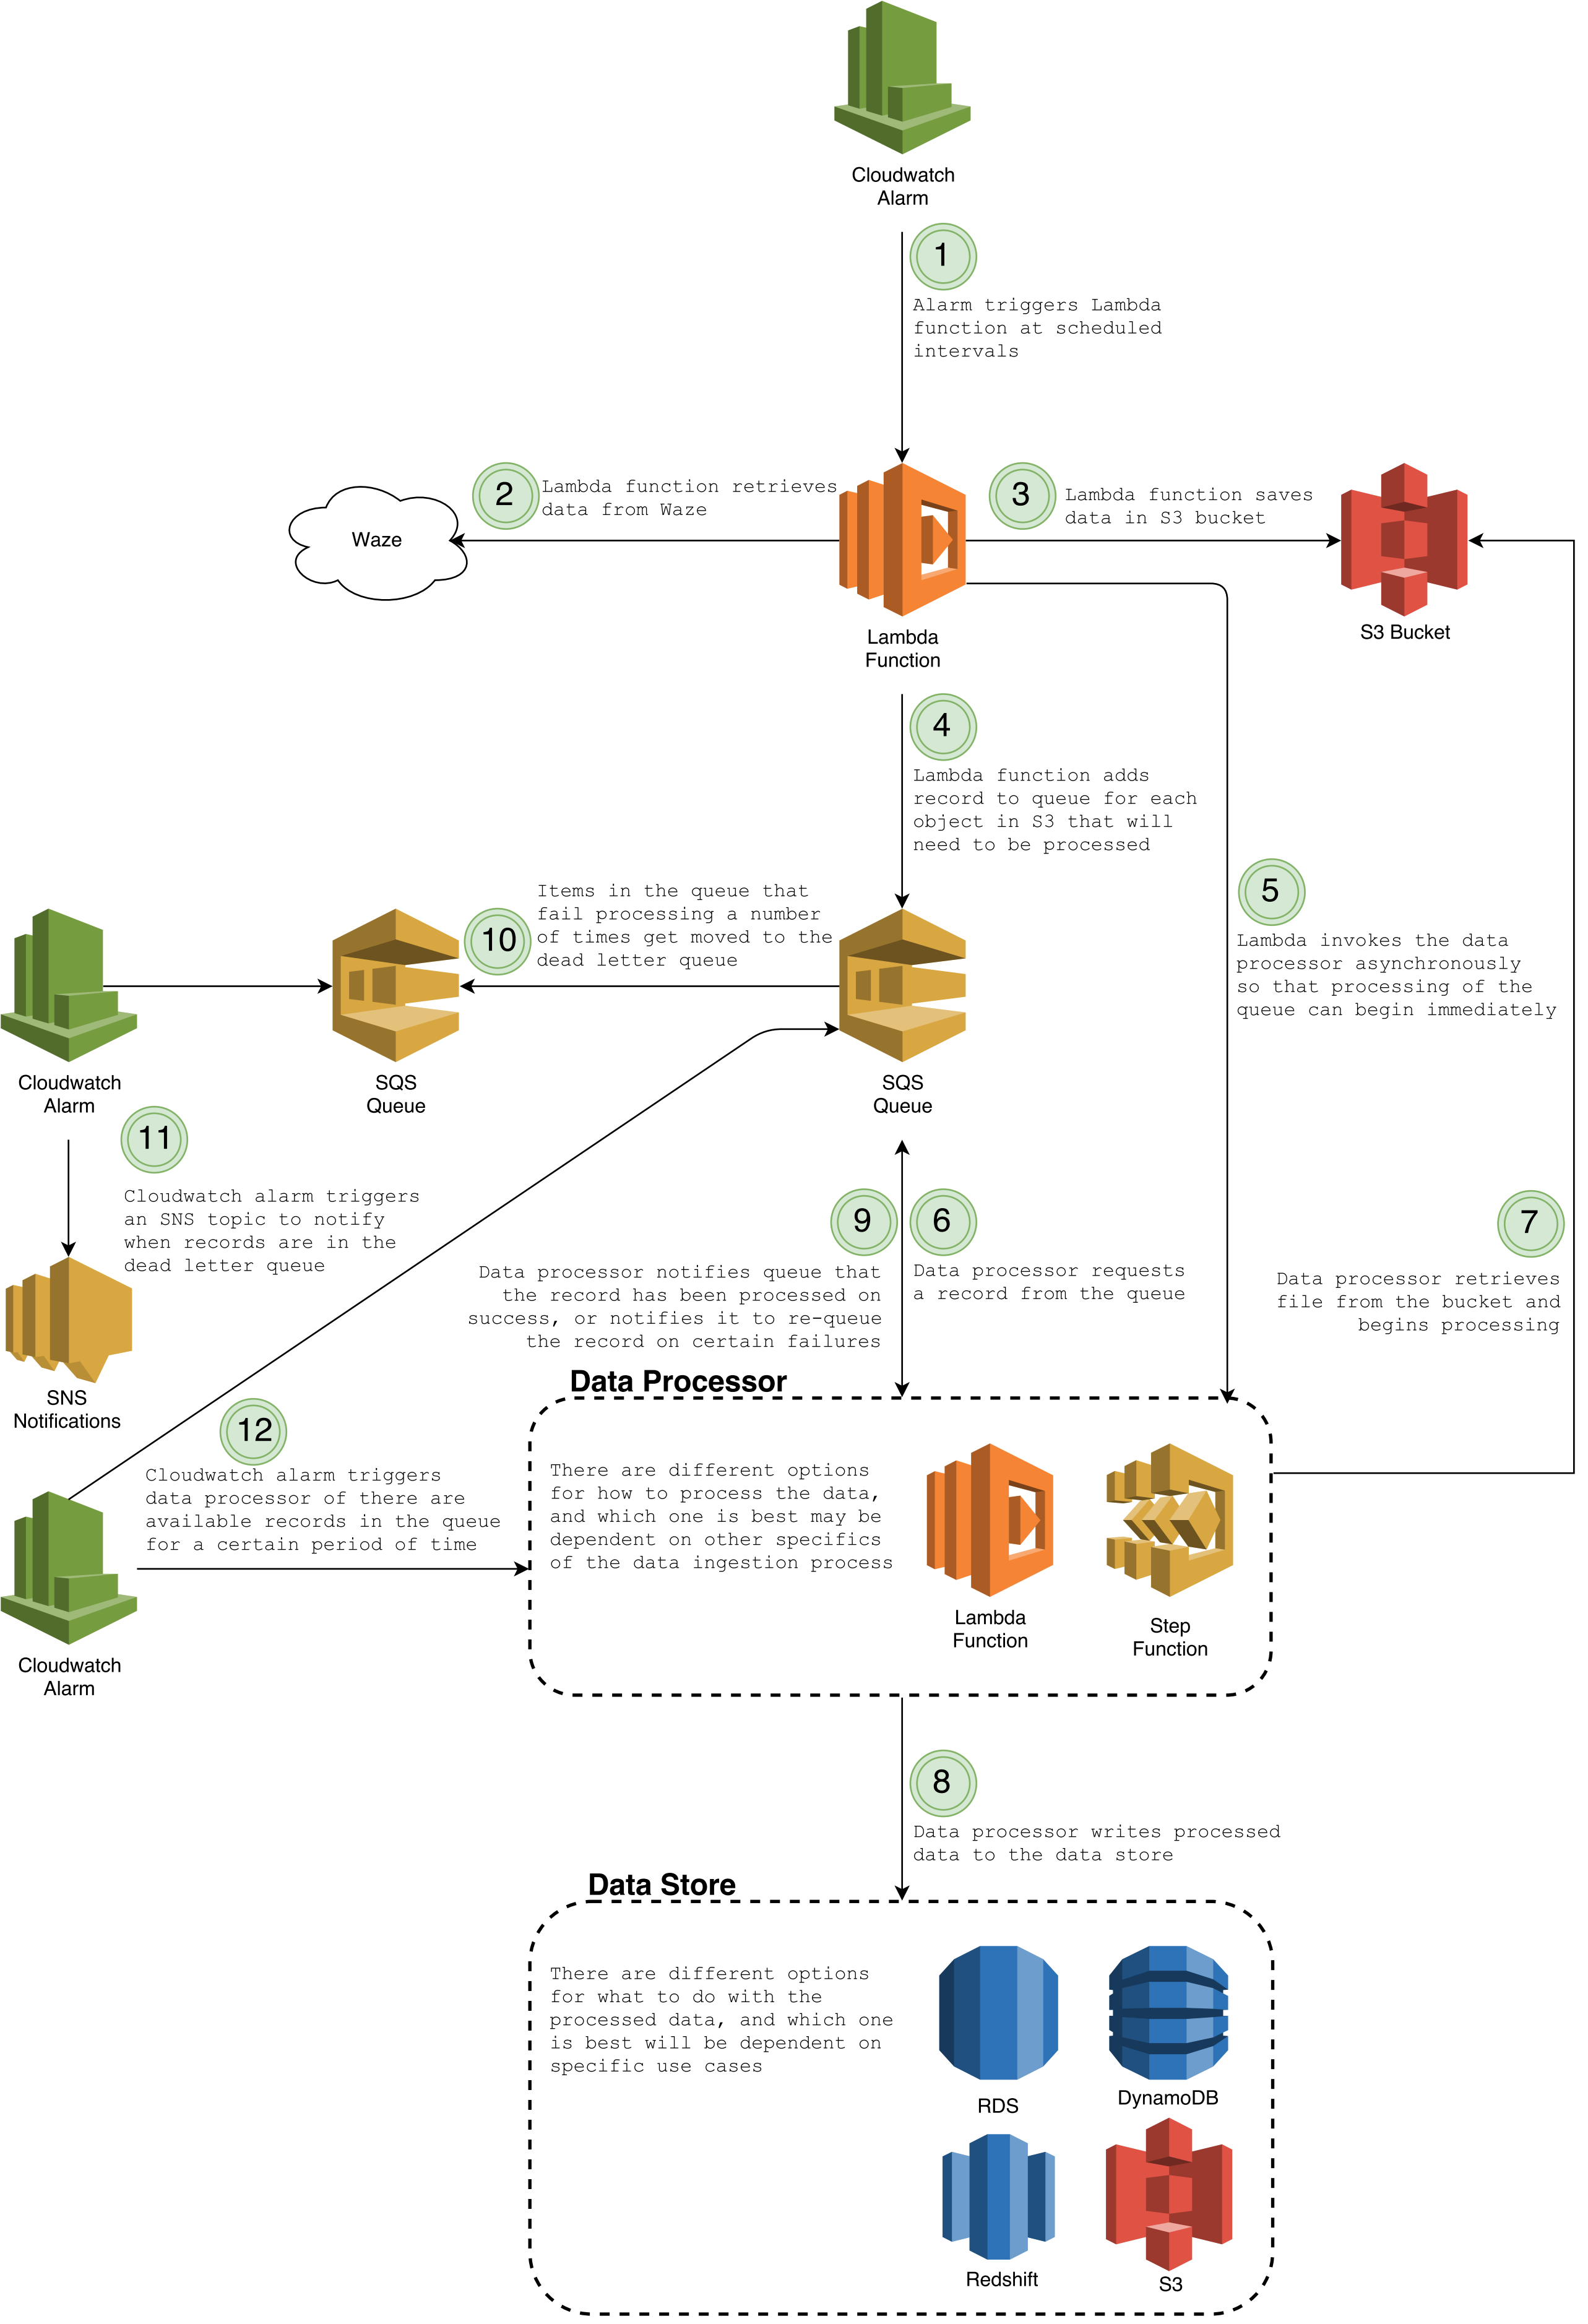 Cloudwatch
Alarm
1
Alarm triggers Lambda
function at scheduled
intervals
2
Lambda function retrieves
data from Waze
Waze
3
Lambda function saves
data in S3 bucket
Lambda
Function
S3 Bucket
4
Lambda function adds
record to queue for each
object in S3 that will
need to be processed
5
Lambda invokes the data
processor asynchronously
so that processing of the
queue can begin immediately
10
Items in the queue that
fail processing a number
of times get moved to the
dead letter queue
Cloudwatch
Alarm
SQS
Queue
SQS
Queue
11
Cloudwatch alarm triggers
an SNS topic to notify
when records are in the
dead letter queue
SNS
Notifications
9
Data processor notifies queue that
the record has been processed on
success, or notifies it to re-queue
the record on certain failures
6
Data processor requests
a record from the queue
7
Data processor retrieves
file from the bucket and
begins processing
12
Cloudwatch alarm triggers
data processor of there are
available records in the queue
for a certain period of time
Cloudwatch
Alarm
Data Processor
There are different options
for how to process the data,
and which one is best may be
dependent on other specifics
of the data ingestion process
Lambda
Function
Step
Function
8
Data processor writes processed
data to the data store
Data Store
There are different options
for what to do with the
processed data, and which one
is best will be dependent on
specific use cases
RDS
DynamoDB
Redshift
S3